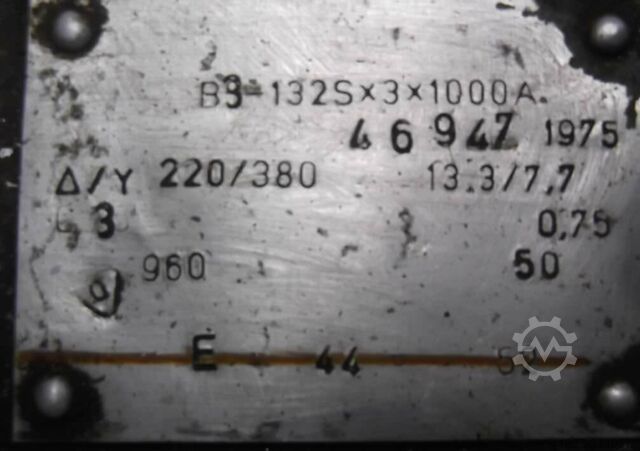 B3-132S×3×1000A.
46947 1975
Δ/Y 220/380 13.3/7,7
3 0,75
960 50
E 44